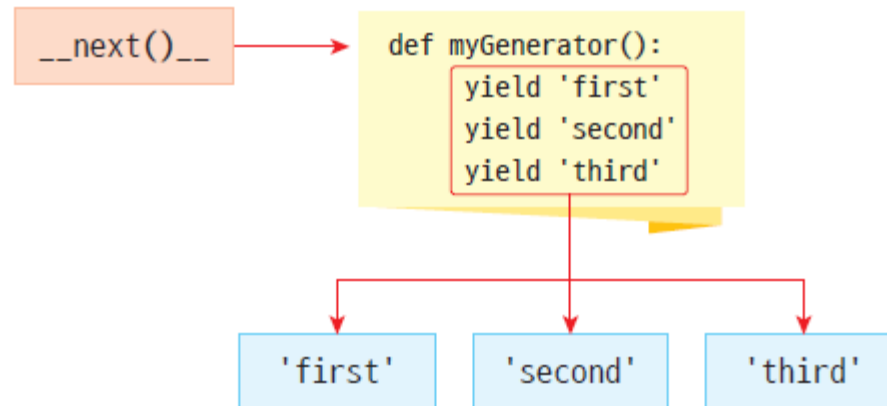 __next()__
def myGenerator():
yield 'first'
yield 'second'
yield 'third'
'first'
'second'
'third'